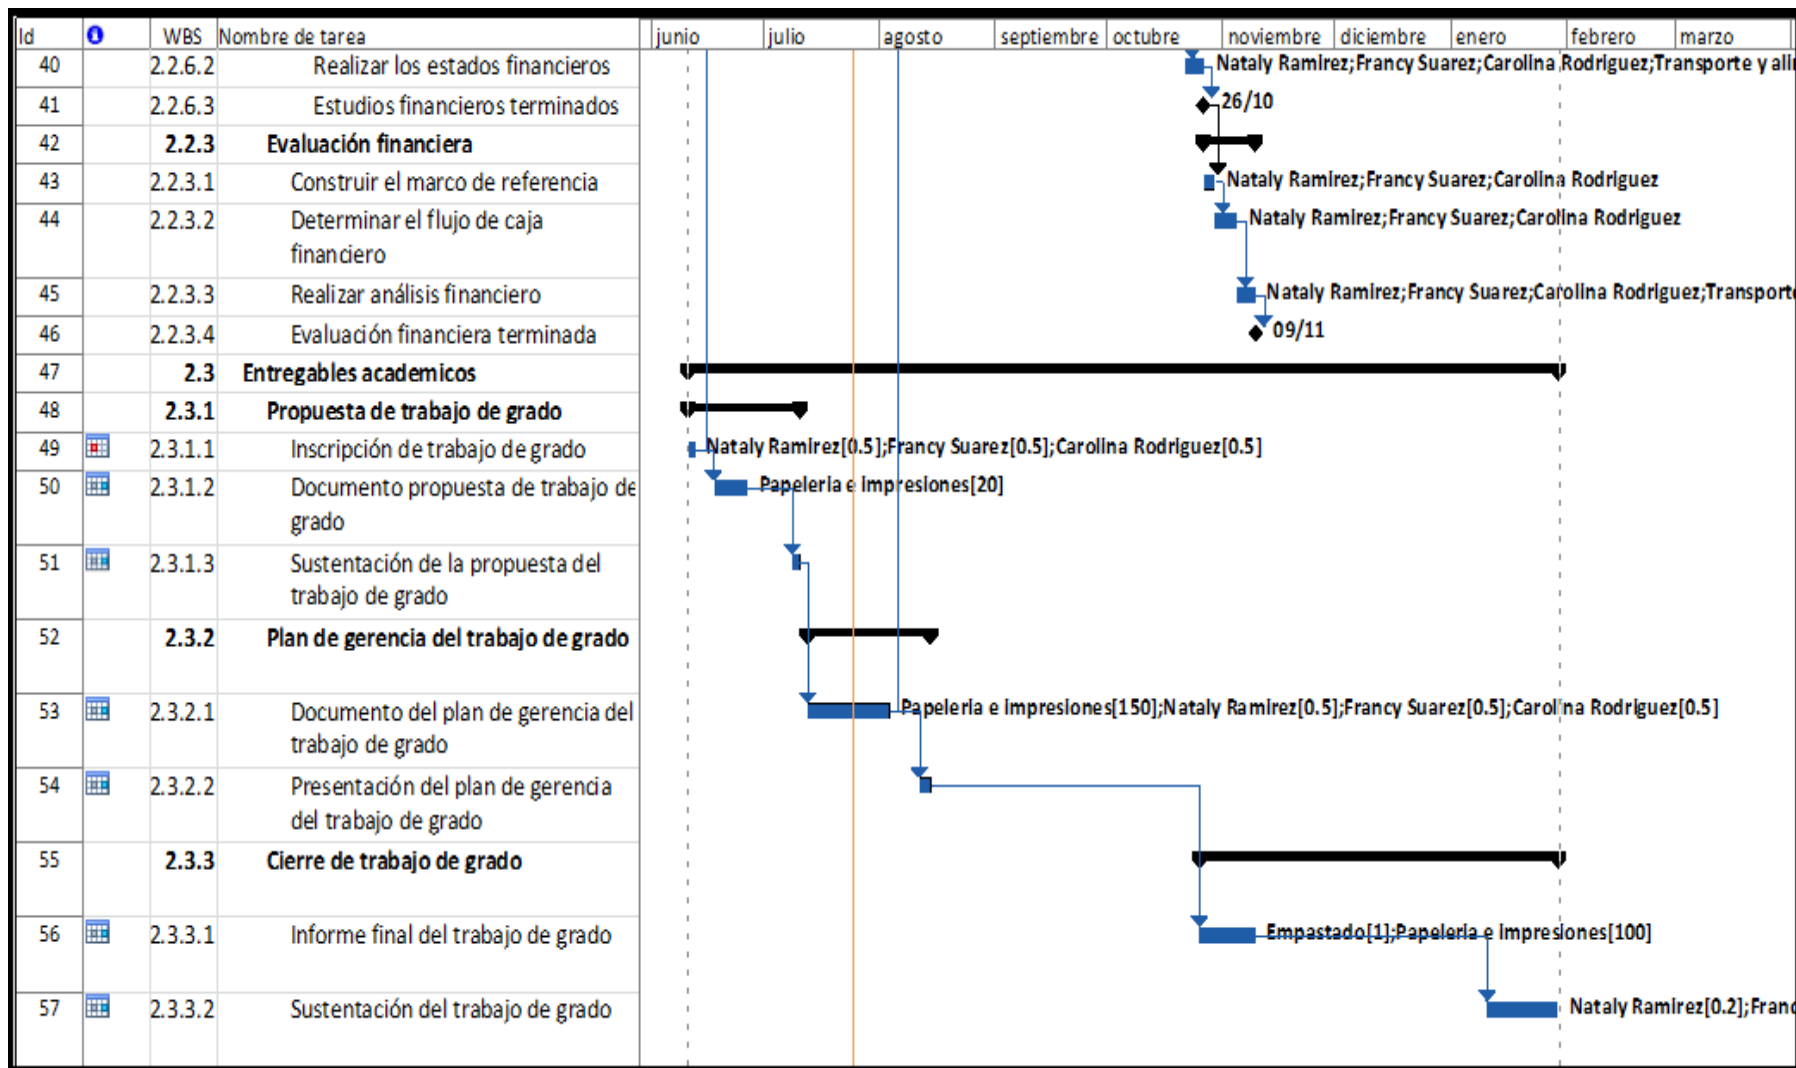 Id WBS Nombre de tarea junio julio agosto septiembre octubre noviembre diciembre enero febrero marzo
40 2.2.6.2 Realizar los estados financieros Nataly Ramirez;Francy Suarez;Carolina Rodriguez;Transporte y ali
41 2.2.6.3 Estudios financieros terminados 26/10
42 2.2.3 Evaluación financiera
43 2.2.3.1 Construir el marco de referencia Nataly Ramirez;Francy Suarez;Carolina Rodriguez
44 2.2.3.2 Determinar el flujo de caja Nataly Ramirez;Francy Suarez;Carolina Rodriguez
financiero
45 2.2.3.3 Realizar análisis financiero Nataly Ramirez;Francy Suarez;Carolina Rodriguez;Transporte
46 2.2.3.4 Evaluación financiera terminada 09/11
47 2.3 Entregables academicos
48 2.3.1 Propuesta de trabajo de grado
49 2.3.1.1 Inscripción de trabajo de grado Nataly Ramirez[0.5];Francy Suarez[0.5];Carolina Rodriguez[0.5]
50 2.3.1.2 Documento propuesta de trabajo de Papeleria e impresiones[20]
grado
51 2.3.1.3 Sustentación de la propuesta del
trabajo de grado
52 2.3.2 Plan de gerencia del trabajo de grado
53 2.3.2.1 Documento del plan de gerencia del Papeleria e impresiones[150];Nataly Ramirez[0.5];Francy Suarez[0.5];Carolina Rodriguez[0.5]
trabajo de grado
54 2.3.2.2 Presentación del plan de gerencia
del trabajo de grado
55 2.3.3 Cierre de trabajo de grado
56 2.3.3.1 Informe final del trabajo de grado Empastado[1];Papeleria e impresiones[100]
57 2.3.3.2 Sustentación del trabajo de grado Nataly Ramirez[0.2];Franc